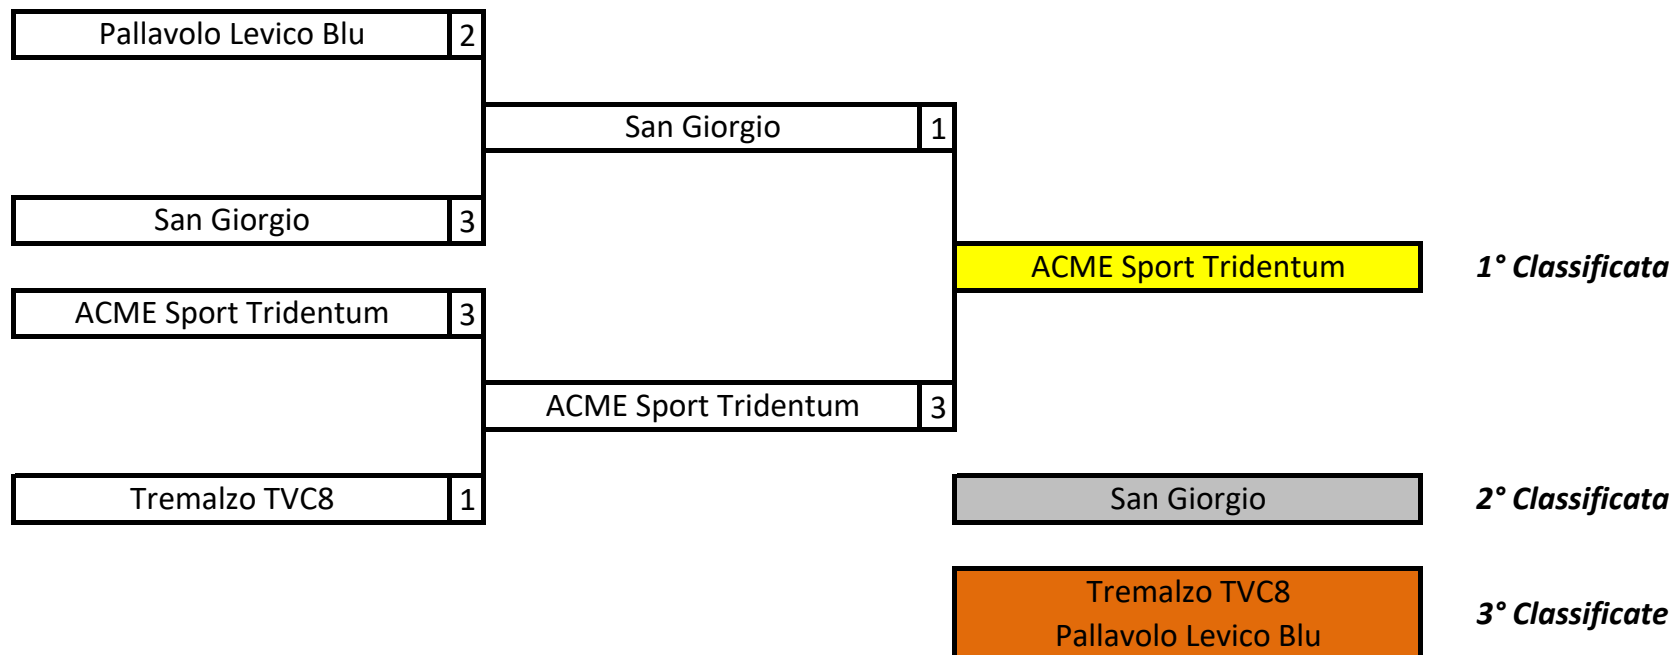 Pallavolo Levico Blu 2
San Giorgio 1
San Giorgio 3
ACME Sport Tridentum 1° Classificata
ACME Sport Tridentum 3
ACME Sport Tridentum 3
Tremalzo TVC8 1
San Giorgio 2° Classificata
Tremalzo TVC8
Pallavolo Levico Blu
3° Classificate